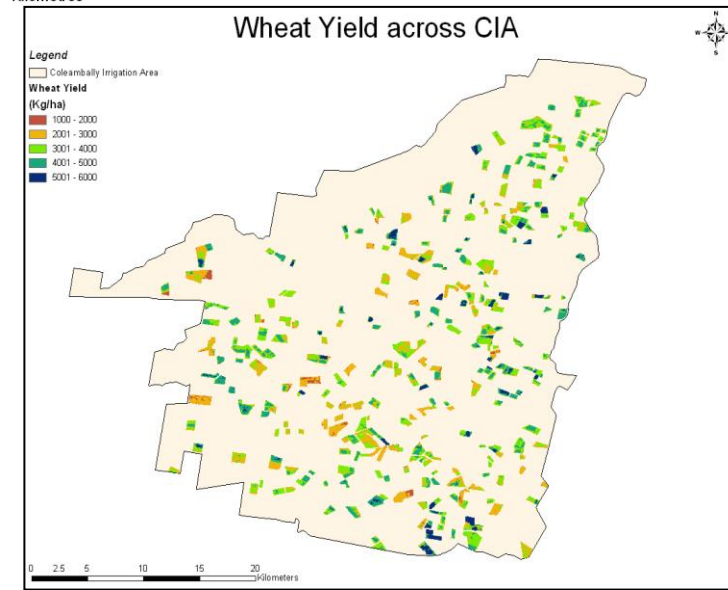 Wheat Yield across CIA
N
W
E
S
Legend
Coleambally Irrigation Area
Wheat Yield
(Kg/ha)
1000 - 2000
2001 - 3000
3001 - 4000
4001 - 5000
5001 - 6000
0 2.5 5 10 15 20
Kilometers